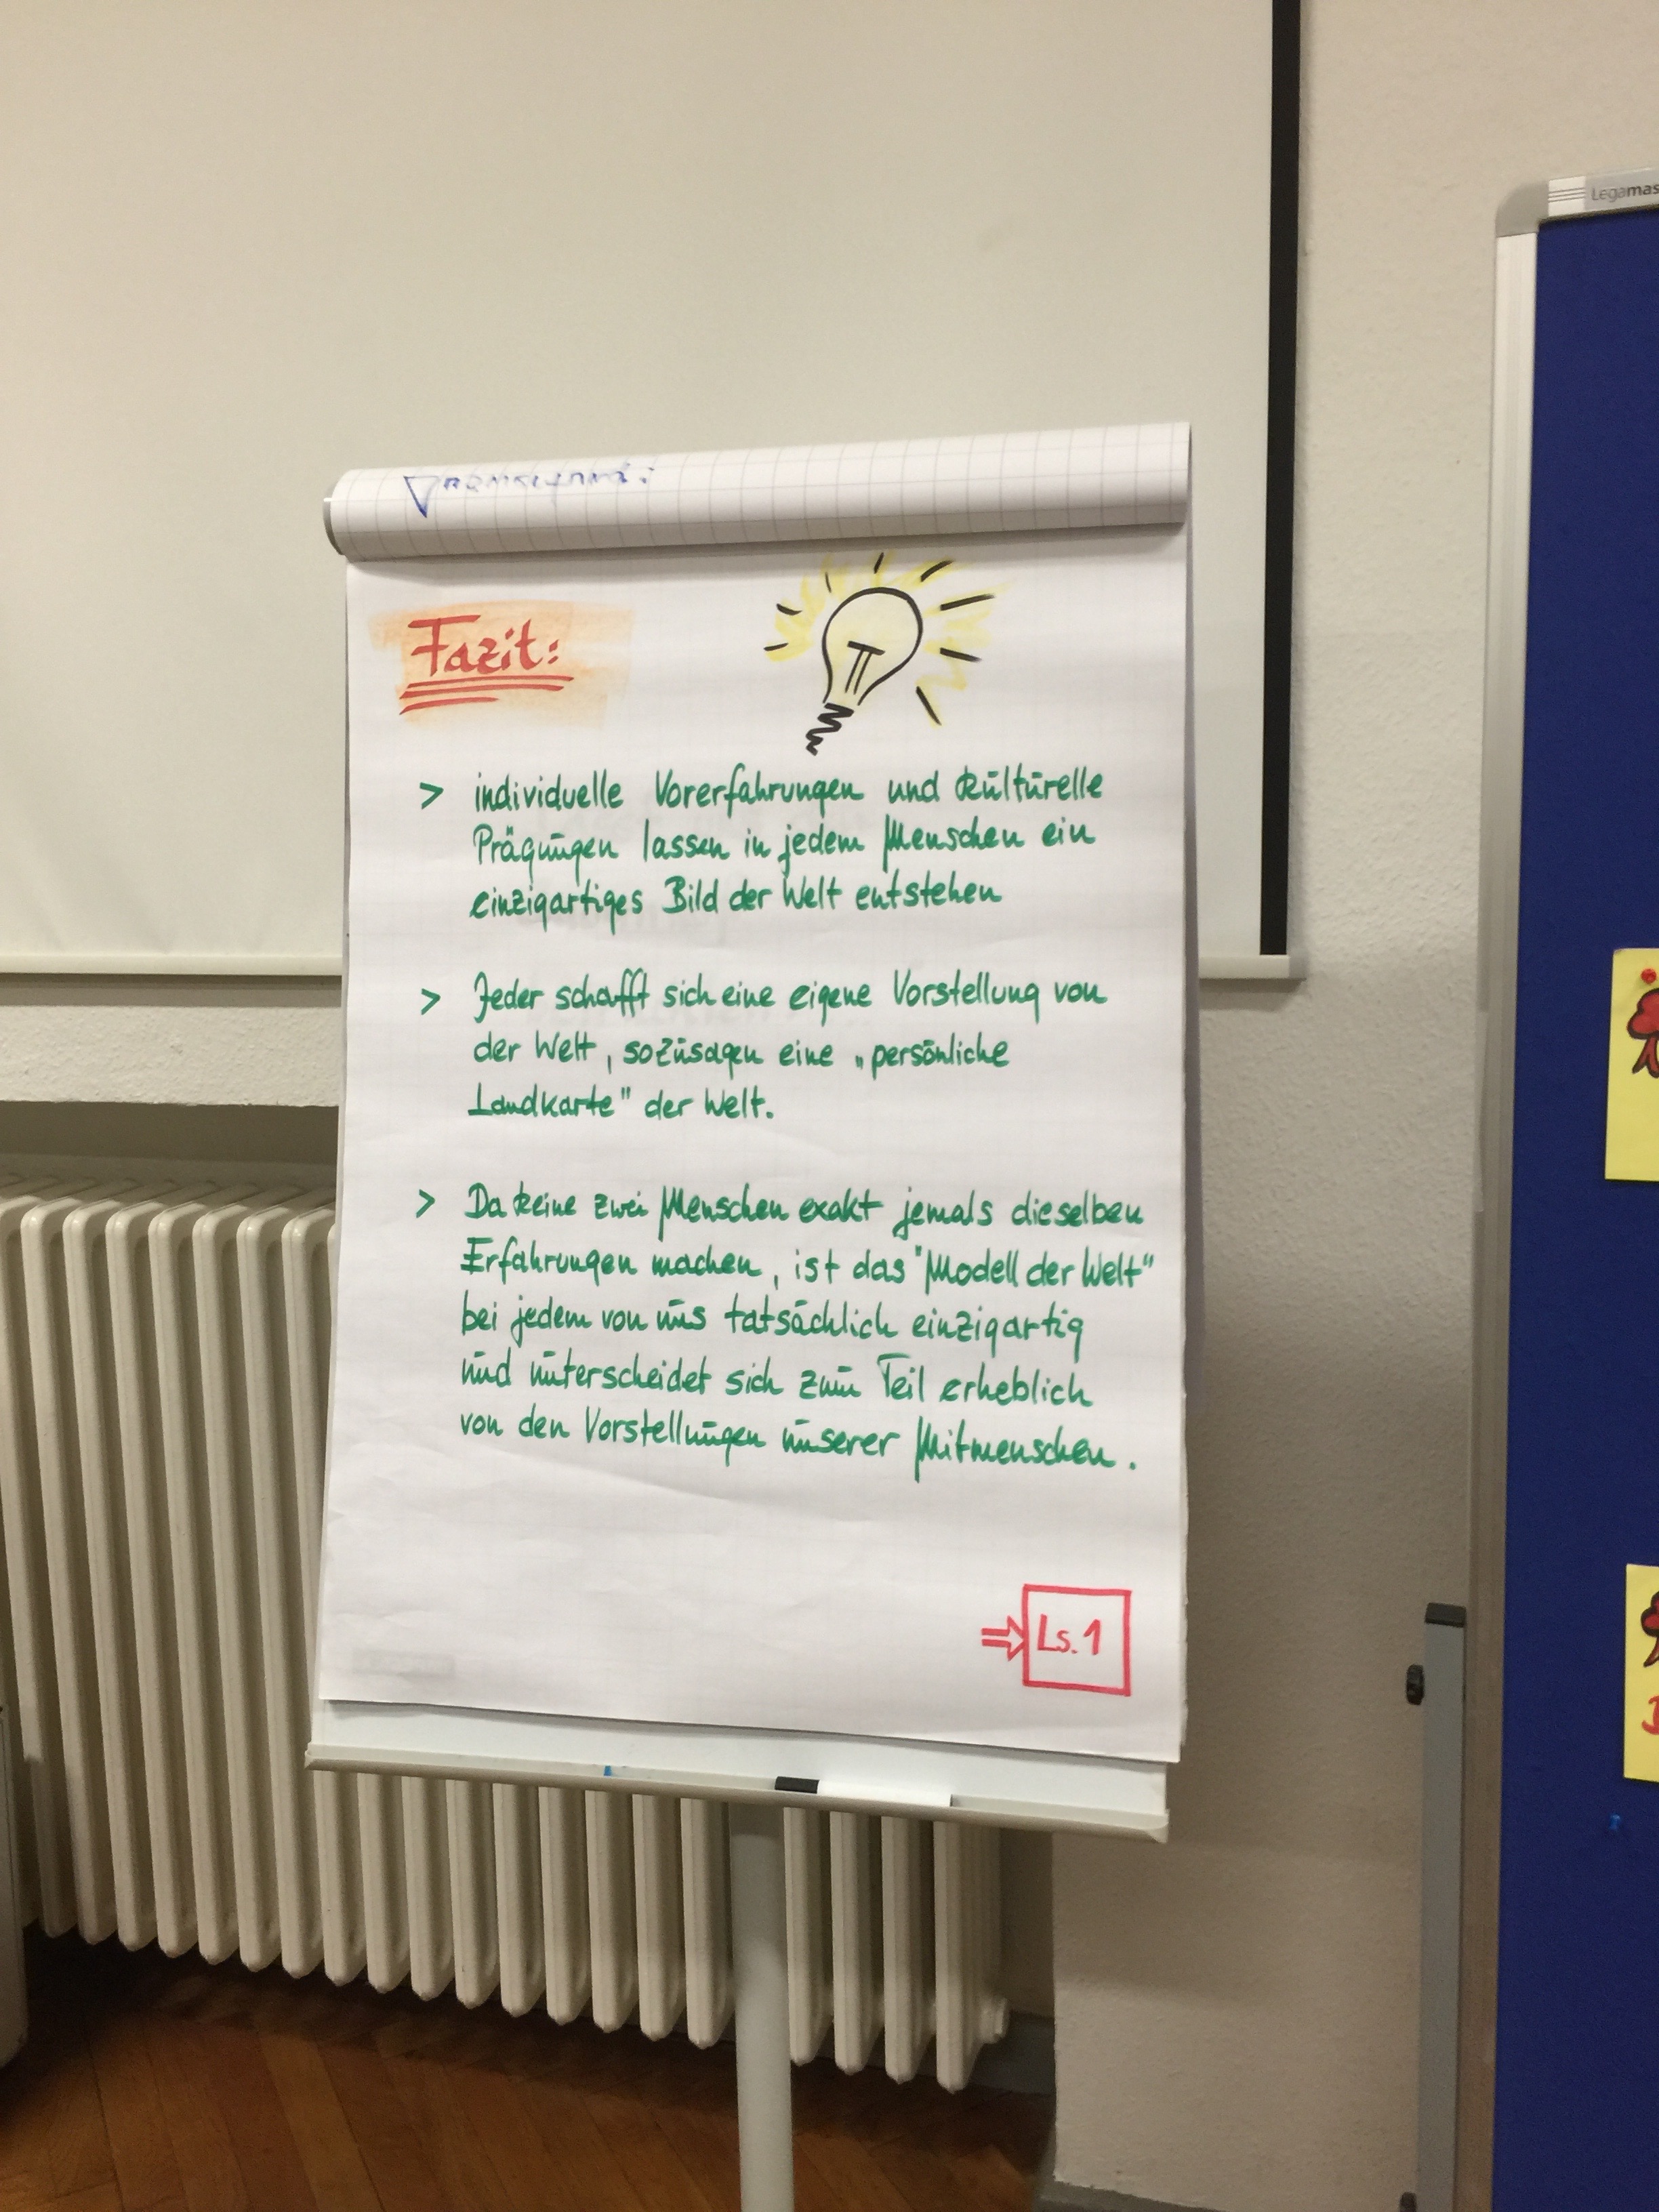 Fazit:
> individuelle Vorerfahrungen und kulturelle
Prägungen lassen in jedem Menschen ein
einzigartiges Bild der Welt entstehen
> Jeder schafft sich eine eigene Vorstellung von
der Welt, sozusagen eine „persönliche
Landkarte" der Welt.
> Da keine zwei Menschen exakt jemals dieselben
Erfahrungen machen, ist das "Modell der Welt"
bei jedem von uns tatsächlich einzigartig
und unterscheidet sich zum Teil erheblich
von den Vorstellungen unserer Mitmenschen.
⇒ Ls. 1
Legamas